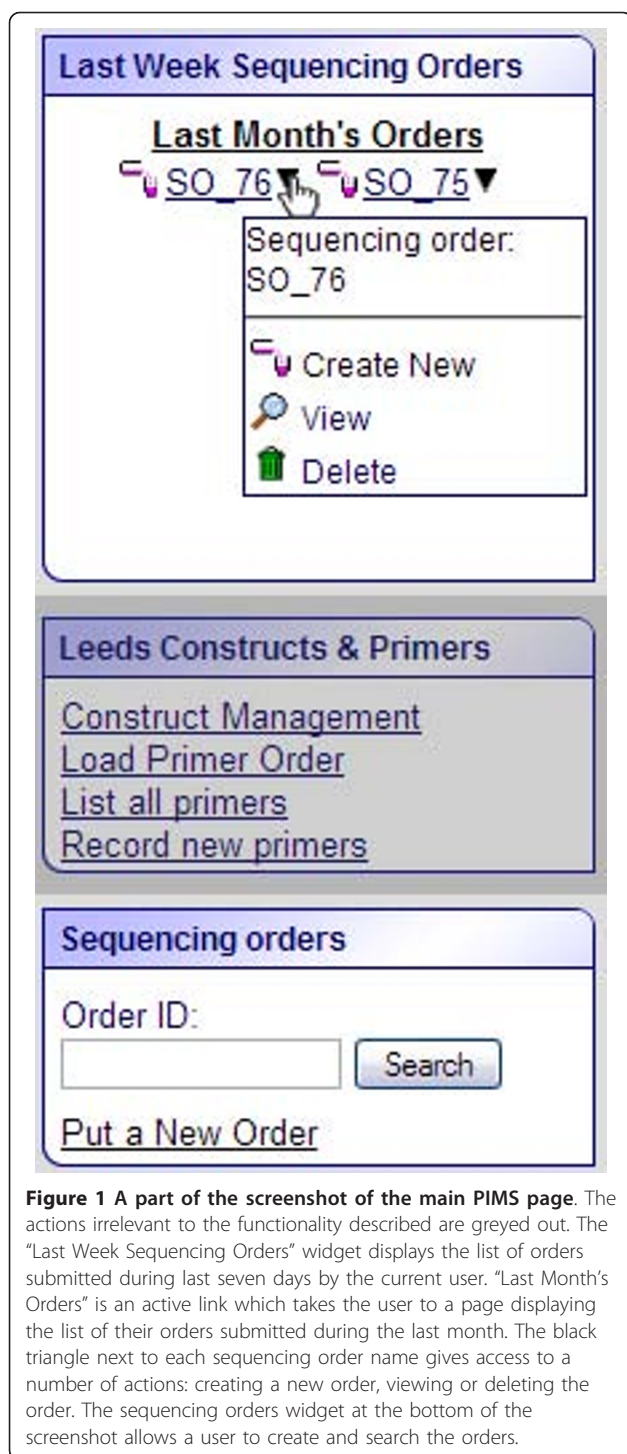 Last Week Sequencing Orders
Last Month's Orders
SO_76▼ SO_75▼
Sequencing order:
SO_76
Create New
View
Delete
Leeds Constructs & Primers
Construct Management
Load Primer Order
List all primers
Record new primers
Sequencing orders
Order ID:
Search
Put a New Order
Figure 1 A part of the screenshot of the main PIMS page. The
actions irrelevant to the functionality described are greyed out. The
“Last Week Sequencing Orders” widget displays the list of orders
submitted during last seven days by the current user. “Last Month’s
Orders” is an active link which takes the user to a page displaying
the list of their orders submitted during the last month. The black
triangle next to each sequencing order name gives access to a
number of actions: creating a new order, viewing or deleting the
order. The sequencing orders widget at the bottom of the
screenshot allows a user to create and search the orders.